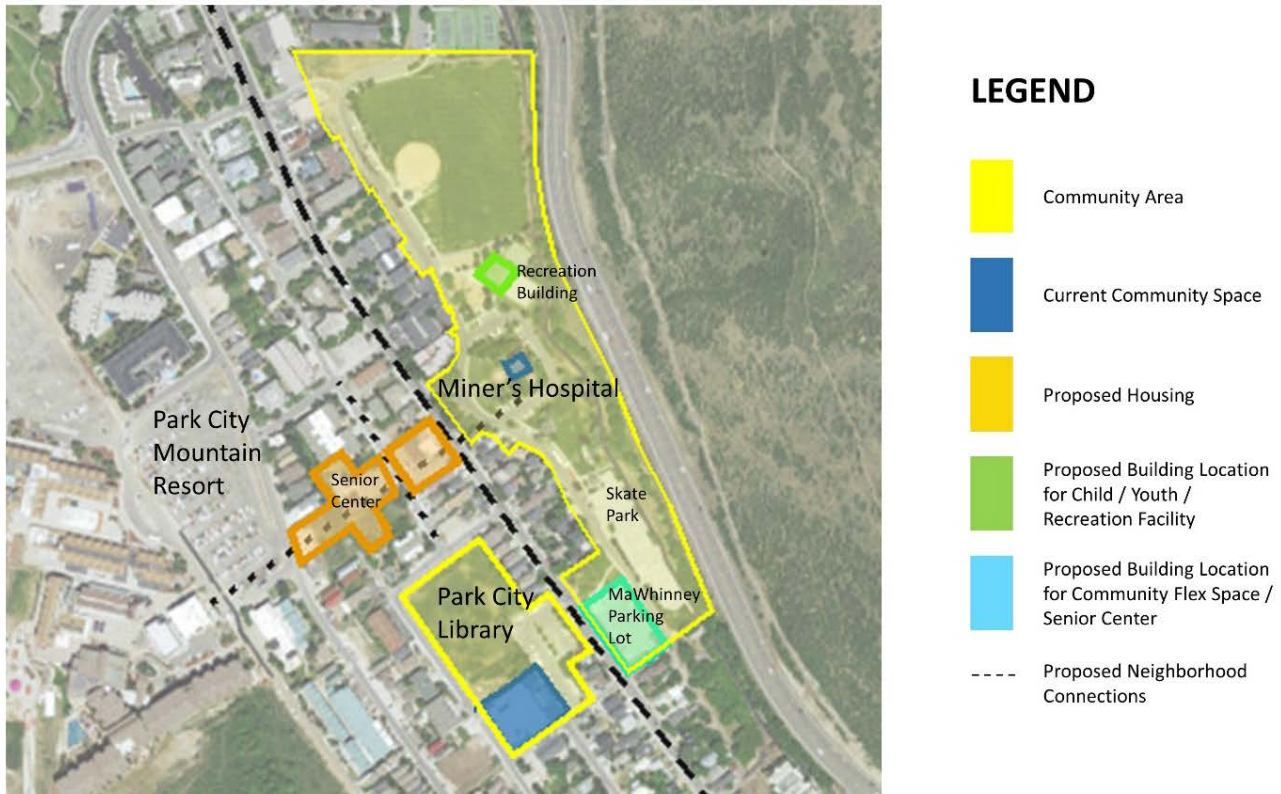 Recreation
Building
Miner's Hospital
Park City
Mountain
Resort
Senior
Center
Skate
Park
Park City
Library
MaWhinney
Parking
Lot
LEGEND
Community Area
Current Community Space
Proposed Housing
Proposed Building Location
for Child / Youth /
Recreation Facility
Proposed Building Location
for Community Flex Space /
Senior Center
Proposed Neighborhood
Connections